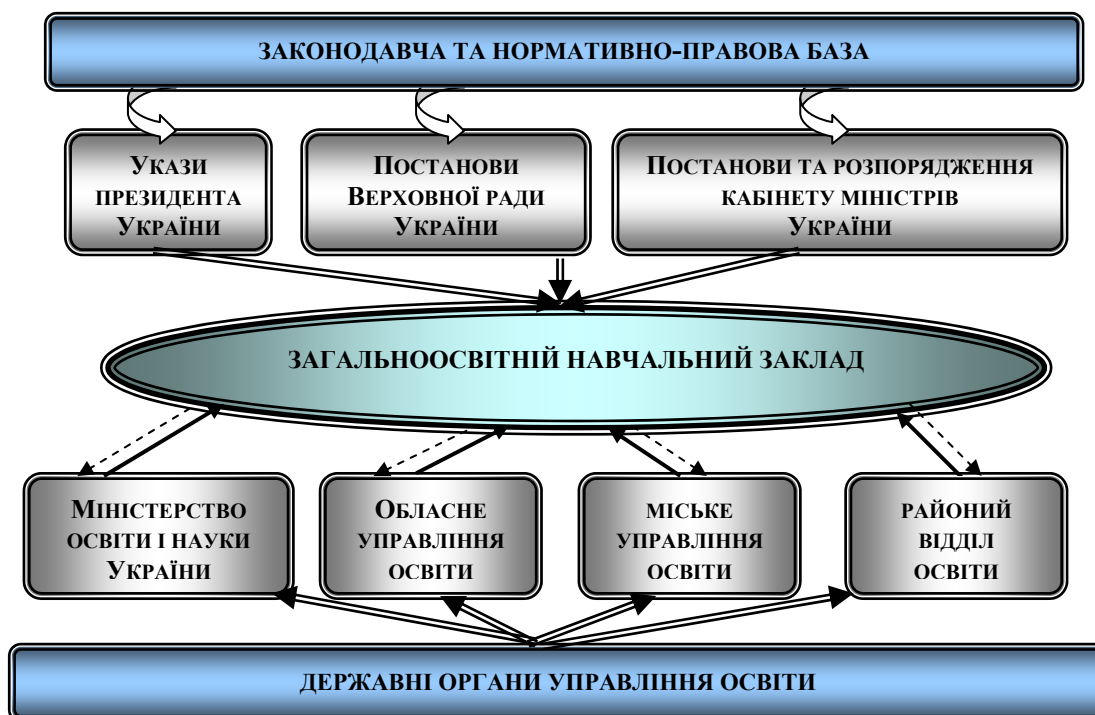 ЗАКОНОДАВЧА ТА НОРМАТИВНО-ПРАВОВА БАЗА
УКАЗИ
ПРЕЗИДЕНТА
УКРАЇНИ
ПОСТАНОВИ
ВЕРХОВНОЇ РАДИ
УКРАЇНИ
ПОСТАНОВИ ТА РОЗПОРЯДЖЕННЯ
КАБІНЕТУ МІНІСТРІВ
УКРАЇНИ
ЗАГАЛЬНООСВІТНІЙ НАВЧАЛЬНИЙ ЗАКЛАД
МІНІСТЕРСТВО
ОСВІТИ І НАУКИ
УКРАЇНИ
ОБЛАСНЕ
УПРАВЛІННЯ
ОСВІТИ
МІСЬКЕ
УПРАВЛІННЯ
ОСВІТИ
РАЙОНИЙ
ВІДДІЛ
ОСВІТИ
ДЕРЖАВНІ ОРГАНИ УПРАВЛІННЯ ОСВІТИ